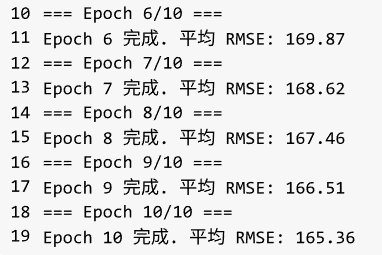 10 === Epoch 6/10 ===
11 Epoch 6 完成. 平均 RMSE: 169.87
12 === Epoch 7/10 ===
13 Epoch 7 完成. 平均 RMSE: 168.62
14 === Epoch 8/10 ===
15 Epoch 8 完成. 平均 RMSE: 167.46
16 === Epoch 9/10 ===
17 Epoch 9 完成. 平均 RMSE: 166.51
18 === Epoch 10/10 ===
19 Epoch 10 完成. 平均 RMSE: 165.36